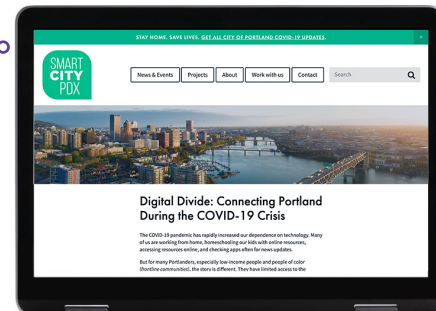 STAY HOME. SAVE LIVES. GET ALL CITY OF PORTLAND COVID-19 UPDATES.
SMART
CITY
PDX
News & Events
Projects
About
Work with us
Contact
Search
Digital Divide: Connecting Portland
During the COVID-19 Crisis
The COVID-19 pandemic has rapidly increased our dependence on technology. Many
of us are working from home, homeschooling our kids with online resources,
accessing resources online, and checking apps often for news updates.
But for many Portlanders, especially low-income people and people of color
(frontline communities), the story is different. They have limited access to the